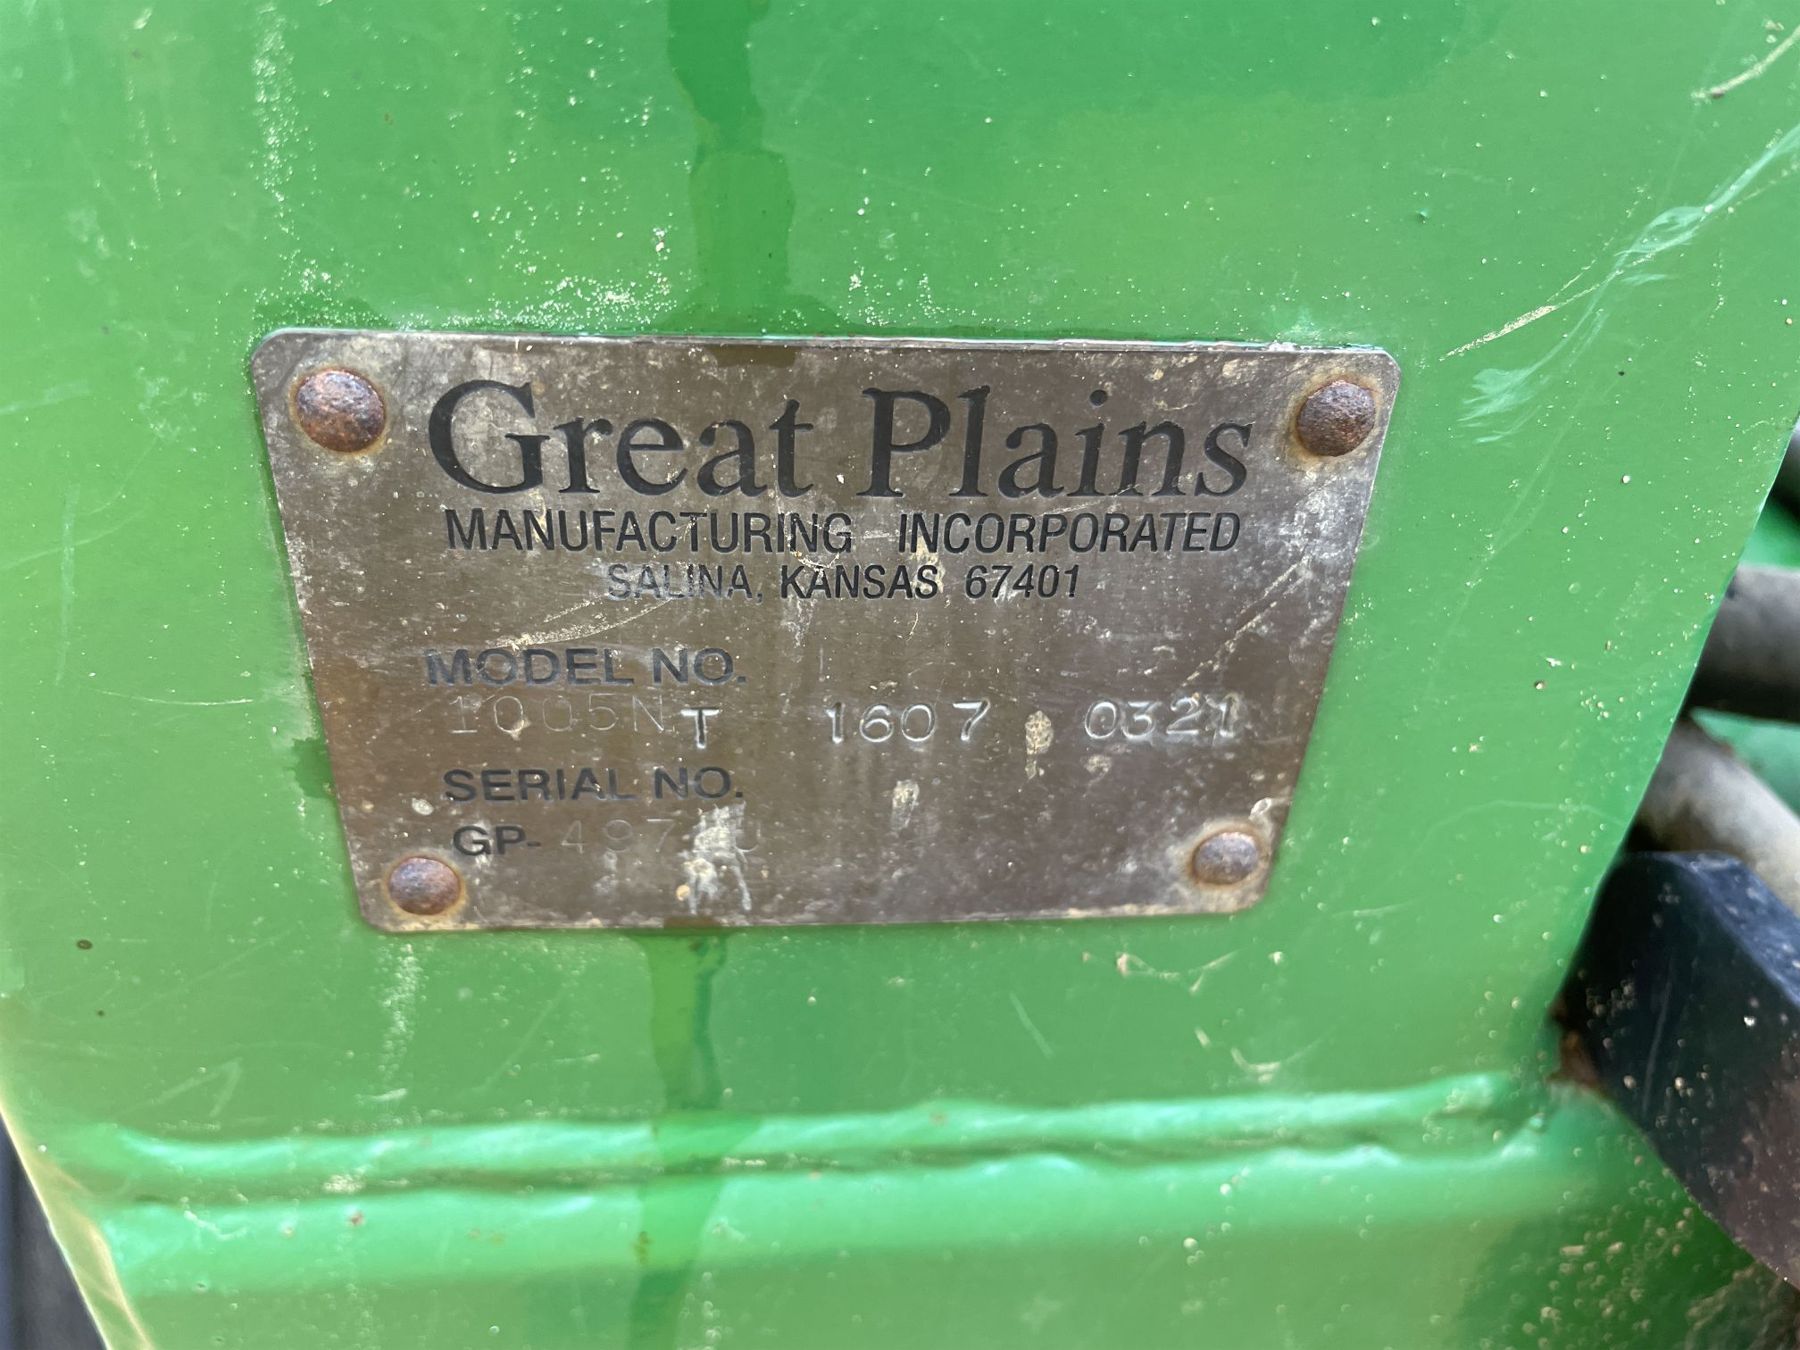 Great Plains
MANUFACTURING INCORPORATED
SALINA, KANSAS 67401
MODEL NO.
1005NT 1607 0321
SERIAL NO.
GP-